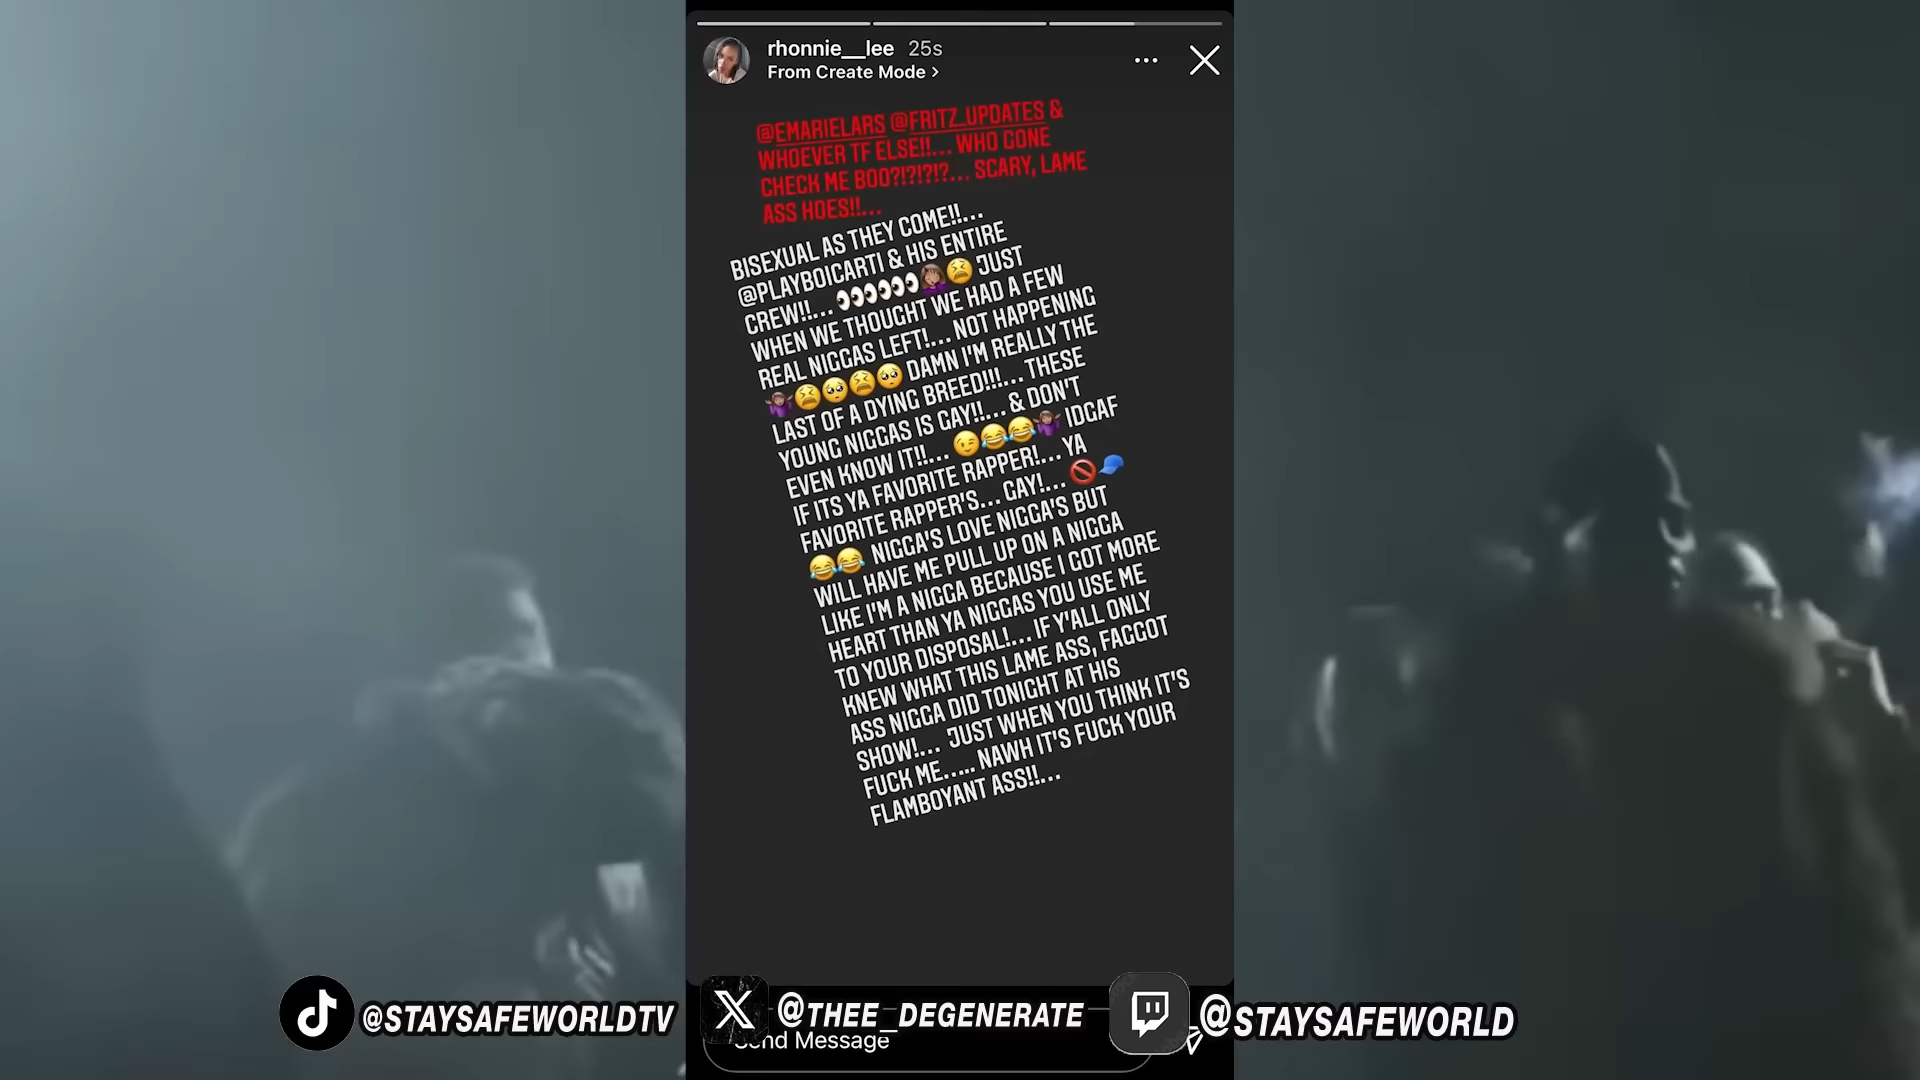 rhonnie__lee 25s
From Create Mode >
@EMARIELARS @FRITZ_UPDATES &
WHOEVER TF ELSE!!... WHO GONE
CHECK ME BOO?!?!?!?... SCARY, LAME
ASS HOES!!...
BISEXUAL AS THEY COME!!...
@PLAYBOICARTI & HIS ENTIRE
CREW!!... 👀👀👀👀👀👀🤦🏽‍♀️😫 JUST
WHEN WE THOUGHT WE HAD A FEW
REAL NIGGAS LEFT!... NOT HAPPENING
🤷🏽‍♀️😫🥺😫🥺 DAMN I'M REALLY THE
LAST OF A DYING BREED!!!... THESE
YOUNG NIGGAS IS GAY!!... & DON'T
EVEN KNOW IT!!... 😉😂😂🤷🏽‍♀️ IDGAF
IF ITS YA FAVORITE RAPPER!... YA
FAVORITE RAPPER'S... GAY!... 🚫🧢
😂😂 NIGGA'S LOVE NIGGA'S BUT
WILL HAVE ME PULL UP ON A NIGGA
LIKE I'M A NIGGA BECAUSE I GOT MORE
HEART THAN YA NIGGAS YOU USE ME
TO YOUR DISPOSAL!... IF Y'ALL ONLY
KNEW WHAT THIS LAME ASS, FAGGOT
ASS NIGGA DID TONIGHT AT HIS
SHOW!... JUST WHEN YOU THINK IT'S
FUCK ME..... NAWH IT'S FUCK YOUR
FLAMBOYANT ASS!!...
@STAYSAFEWORLDTV
@THEE_DEGENERATE
@STAYSAFEWORLD
Send Message